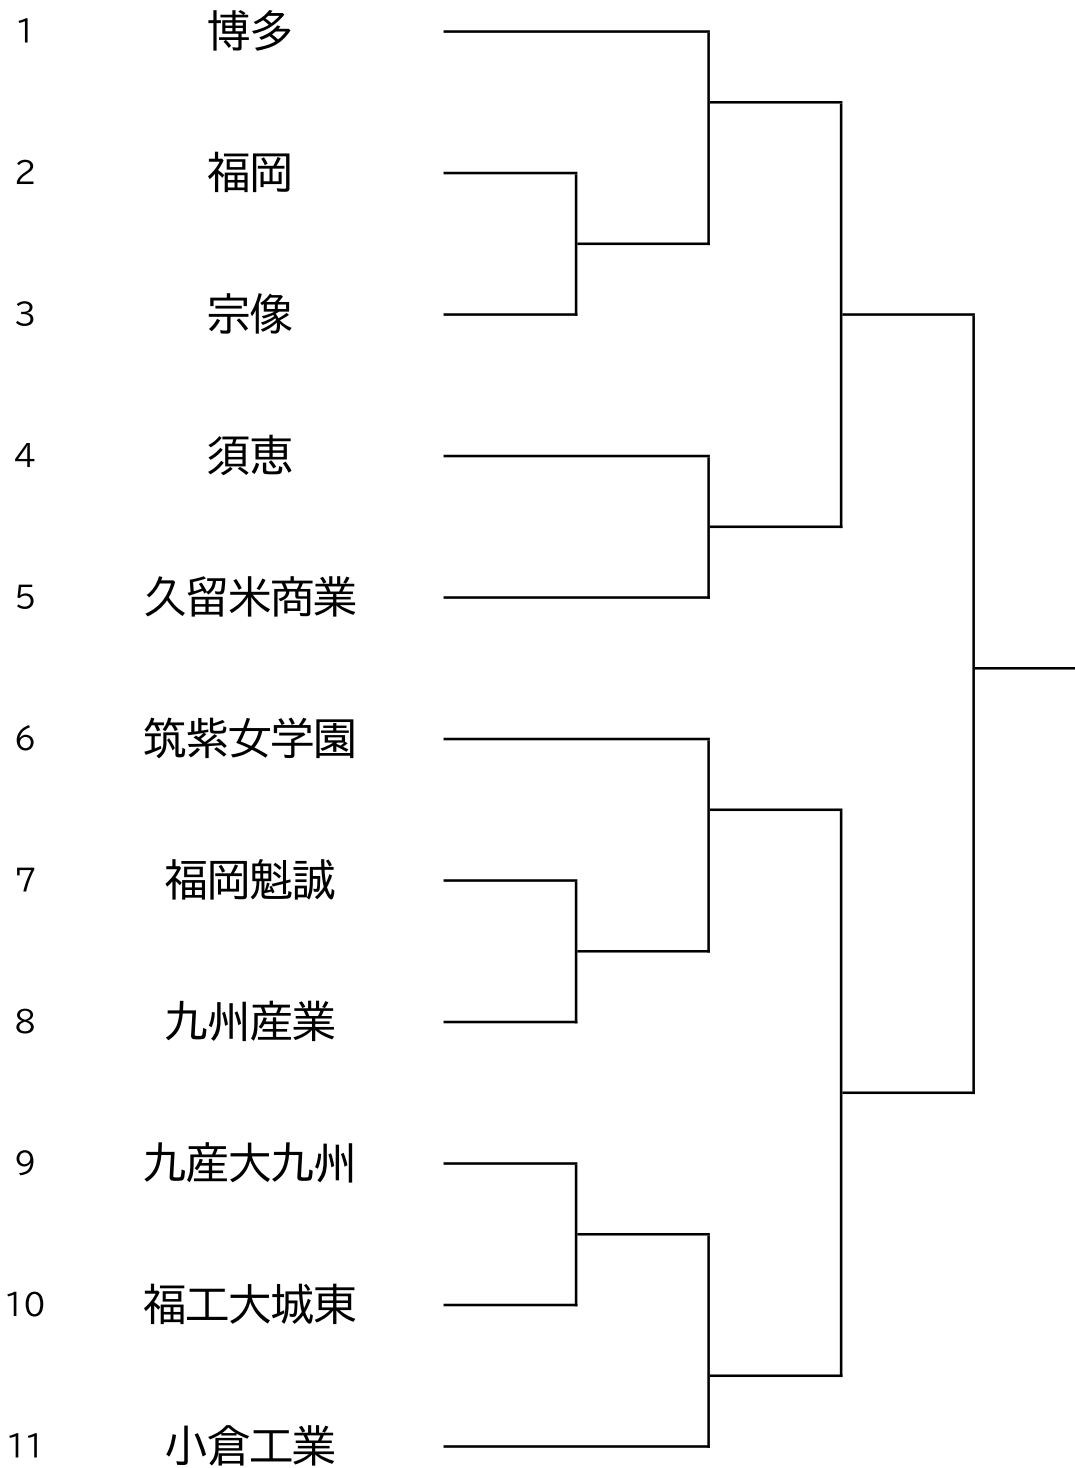 1 博多
2 福岡
3 宗像
4 須恵
5 久留米商業
6 筑紫女学園
7 福岡魁誠
8 九州産業
9 九産大九州
10 福工大城東
11 小倉工業